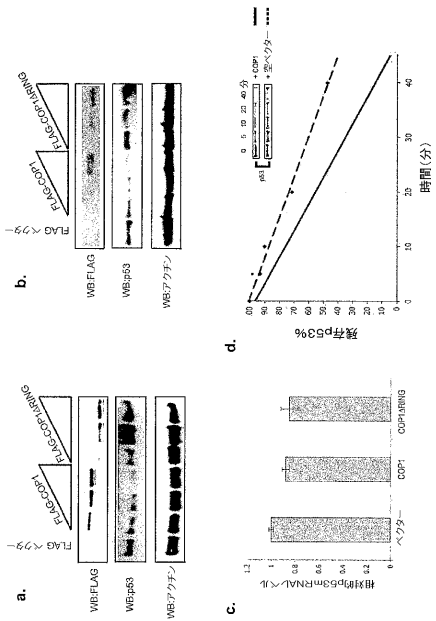 a.
FLAG ベクター
FLAG-COP1
FLAG-COP1ΔRING
WB:FLAG
WB:p53
WB:アクチン
b.
FLAG ベクター
FLAG-COP1
FLAG-COP1ΔRING
WB:FLAG
WB:p53
WB:アクチン
c.
相対的p53mRNAレベル
1.2
1
0.8
0.6
0.4
0.2
0
ベクター
COP1
COP1ΔRING
d.
残存p53%
90
80
70
60
50
40
30
20
10
0
0
10
20
30
40
時間(分)
0 5 10 20 40 分
p53
+ COP1
+ 空ベクター